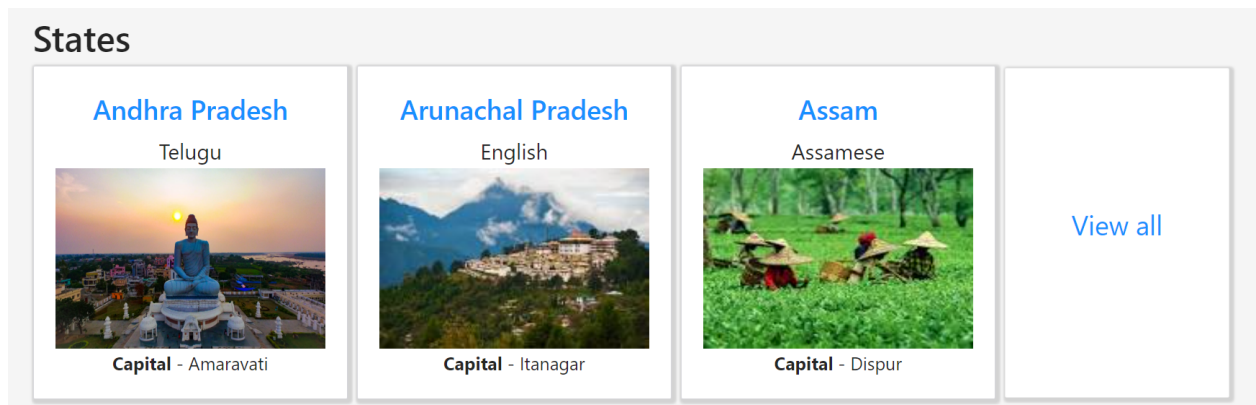 States
Andhra Pradesh
Telugu
Capital - Amaravati
Arunachal Pradesh
English
Capital - Itanagar
Assam
Assamese
Capital - Dispur
View all